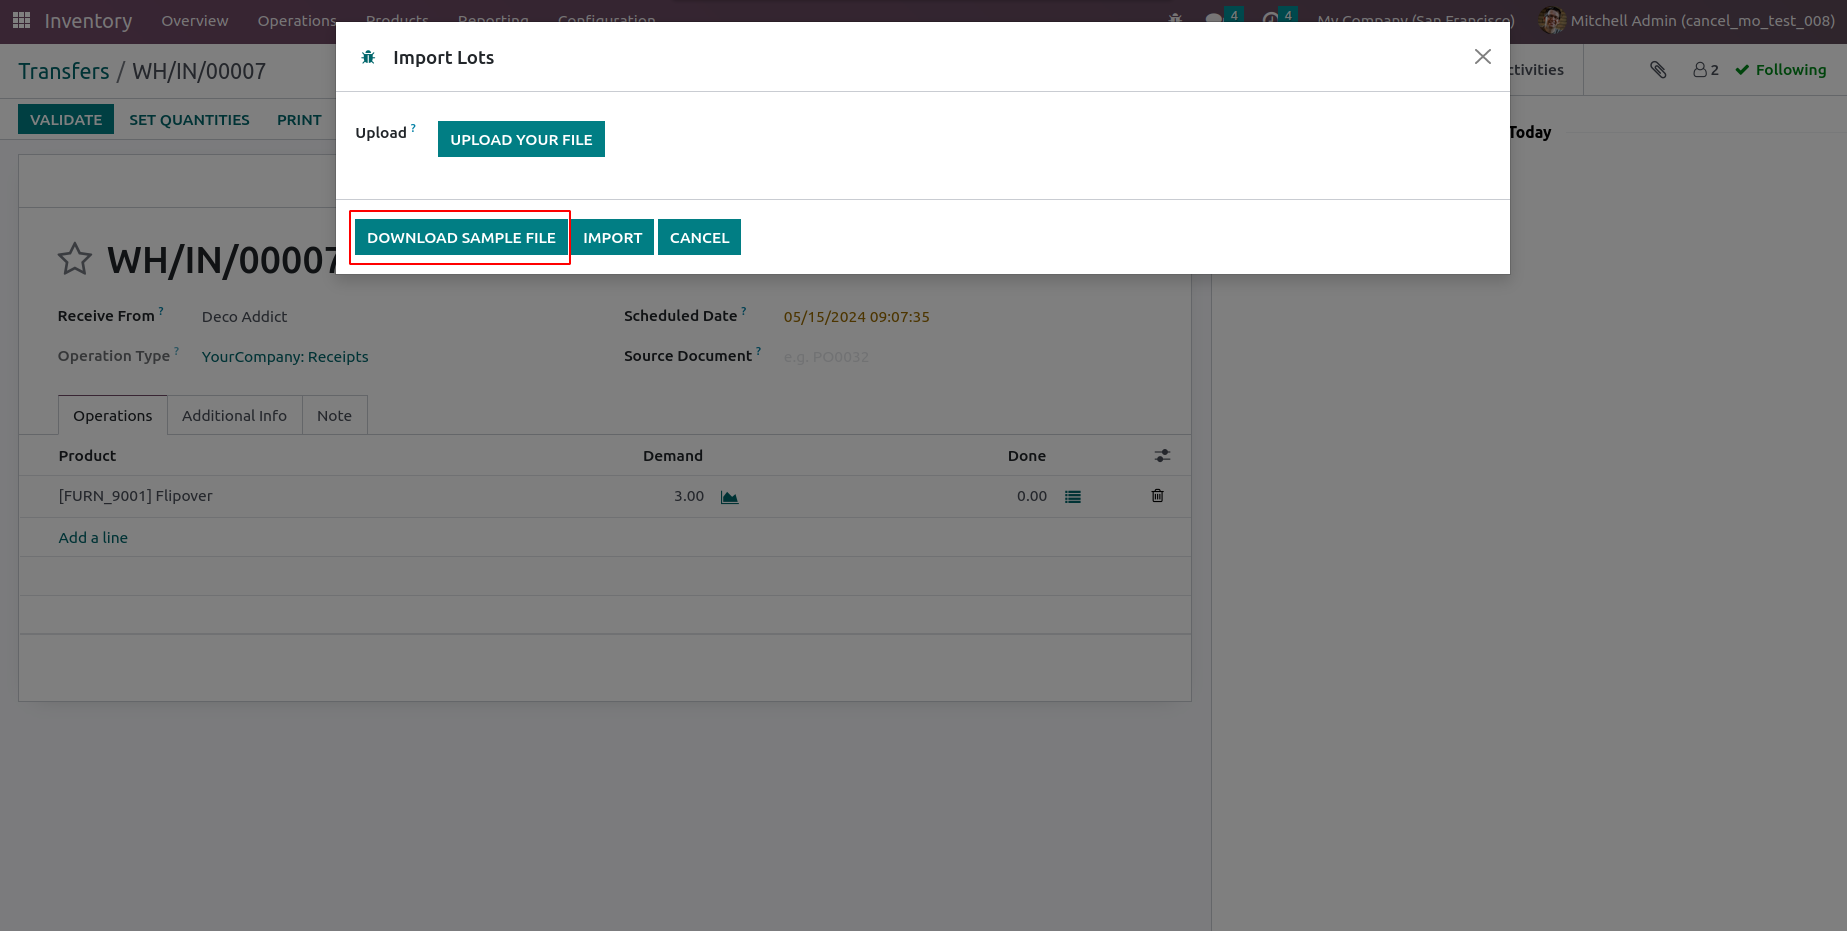 Inventory Overview Operations Products Reporting Configuration 4 4 My Company (San Francisco) Mitchell Admin (cancel_mo_test_008)
Import Lots
Transfers / WH/IN/00007
2 Following
VALIDATE SET QUANTITIES PRINT
Upload ? UPLOAD YOUR FILE
Today
DOWNLOAD SAMPLE FILE IMPORT CANCEL
WH/IN/00007
Receive From ? Deco Addict Scheduled Date ? 05/15/2024 09:07:35
Operation Type ? YourCompany: Receipts Source Document ? e.g. PO0032
Operations Additional Info Note
Product Demand Done
[FURN_9001] Flipover 3.00 0.00
Add a line